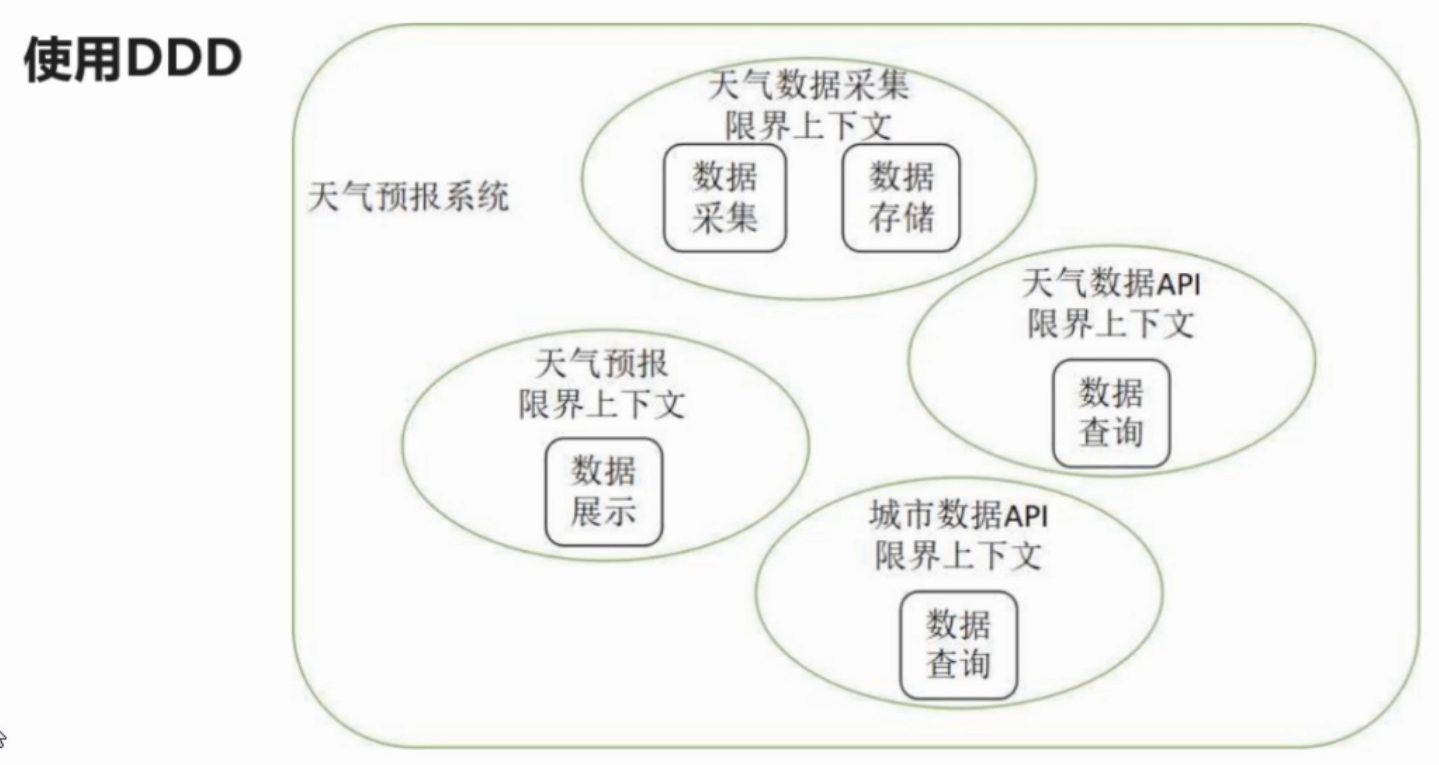 使用DDD
天气预报系统
天气数据采集
限界上下文
数据
采集
数据
存储
天气数据API
限界上下文
数据
查询
天气预报
限界上下文
数据
展示
城市数据API
限界上下文
数据
查询